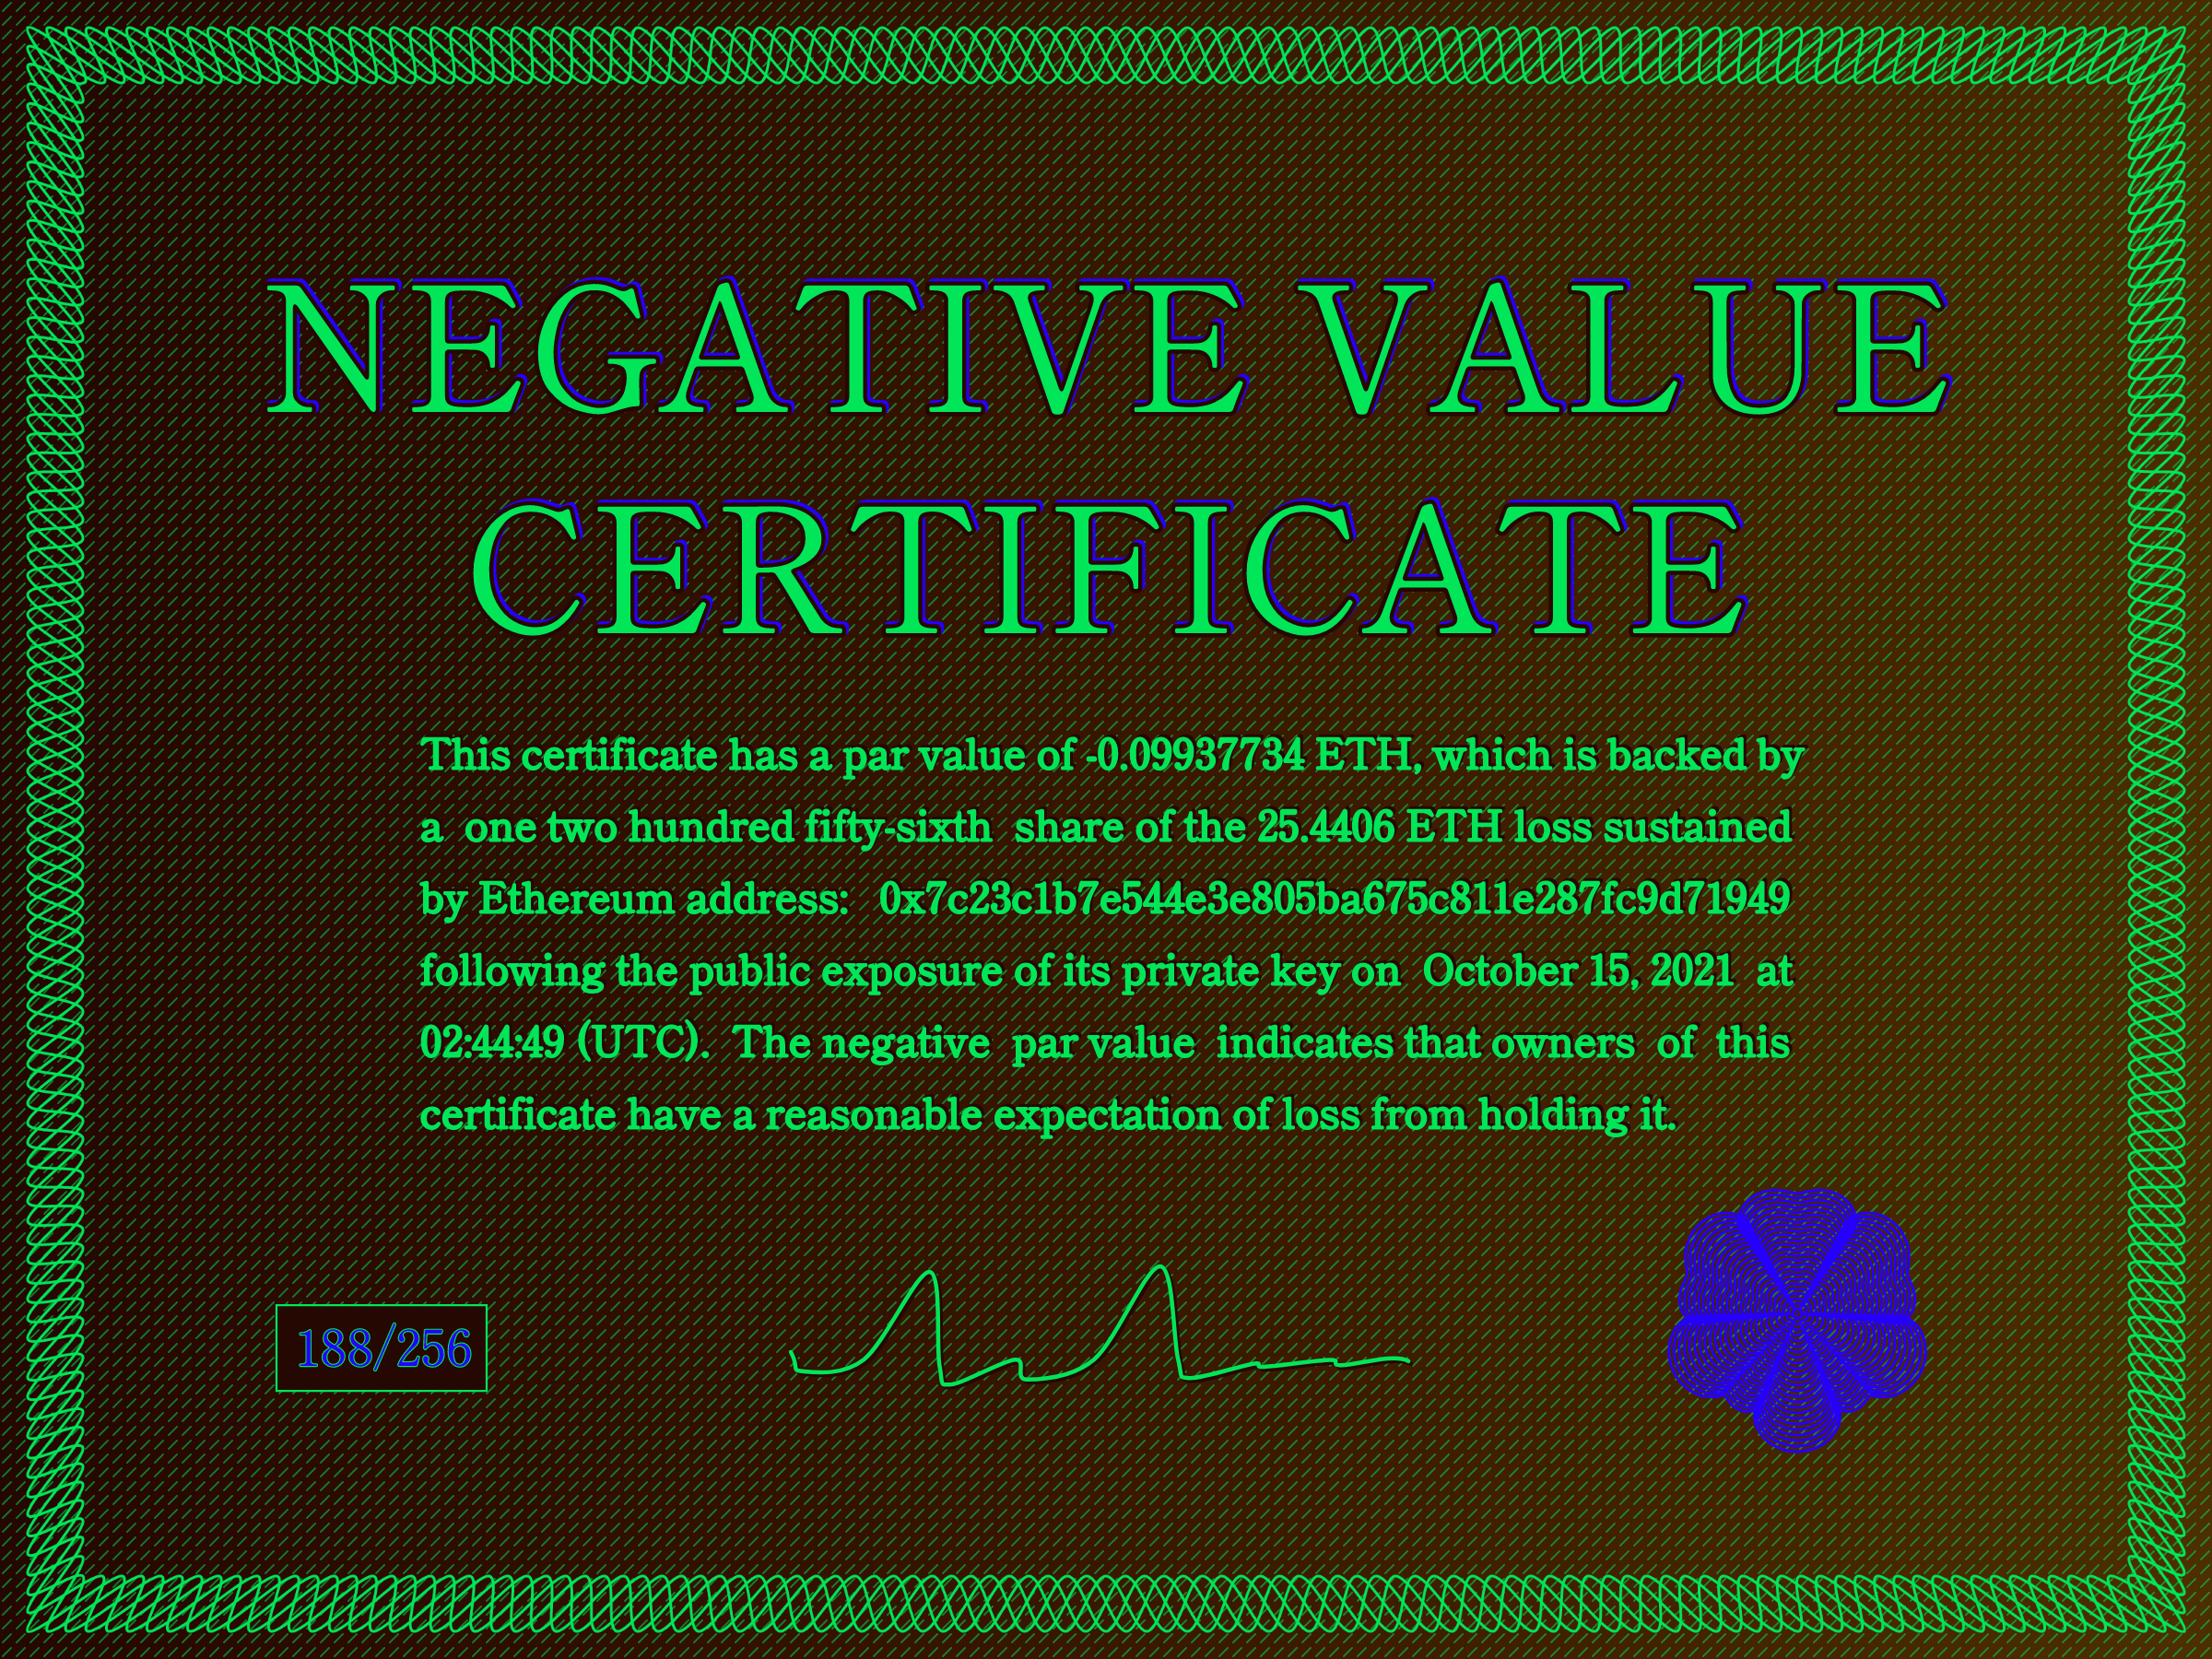 NEGATIVE VALUE
CERTIFICATE
This certificate has a par value of -0.09937734 ETH, which is backed by
a one two hundred fifty-sixth share of the 25.4406 ETH loss sustained
by Ethereum address: 0x7c23c1b7e544e3e805ba675c811e287fc9d71949
following the public exposure of its private key on October 15, 2021 at
02:44:49 (UTC). The negative par value indicates that owners of this
certificate have a reasonable expectation of loss from holding it.
188/256